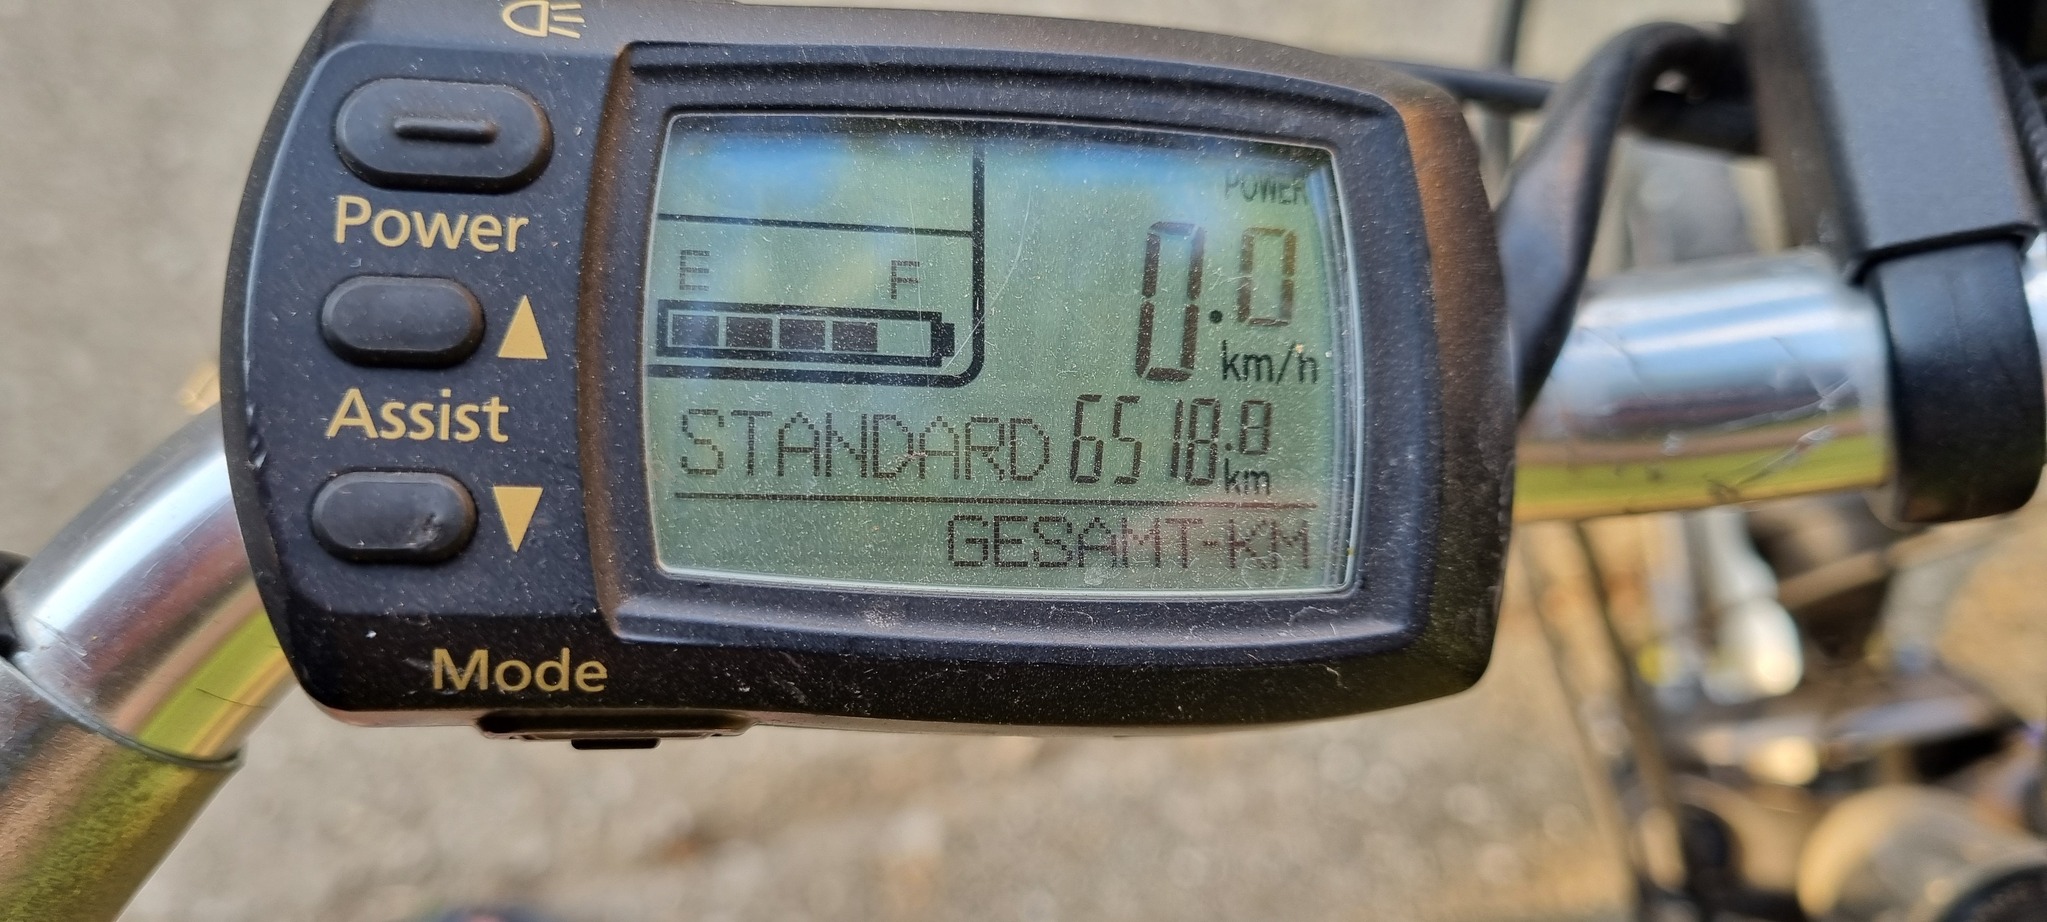 Power
Assist
Mode
POWER
E F
0.0
km/h
STANDARD 6518.8
km
GESAMT-KM